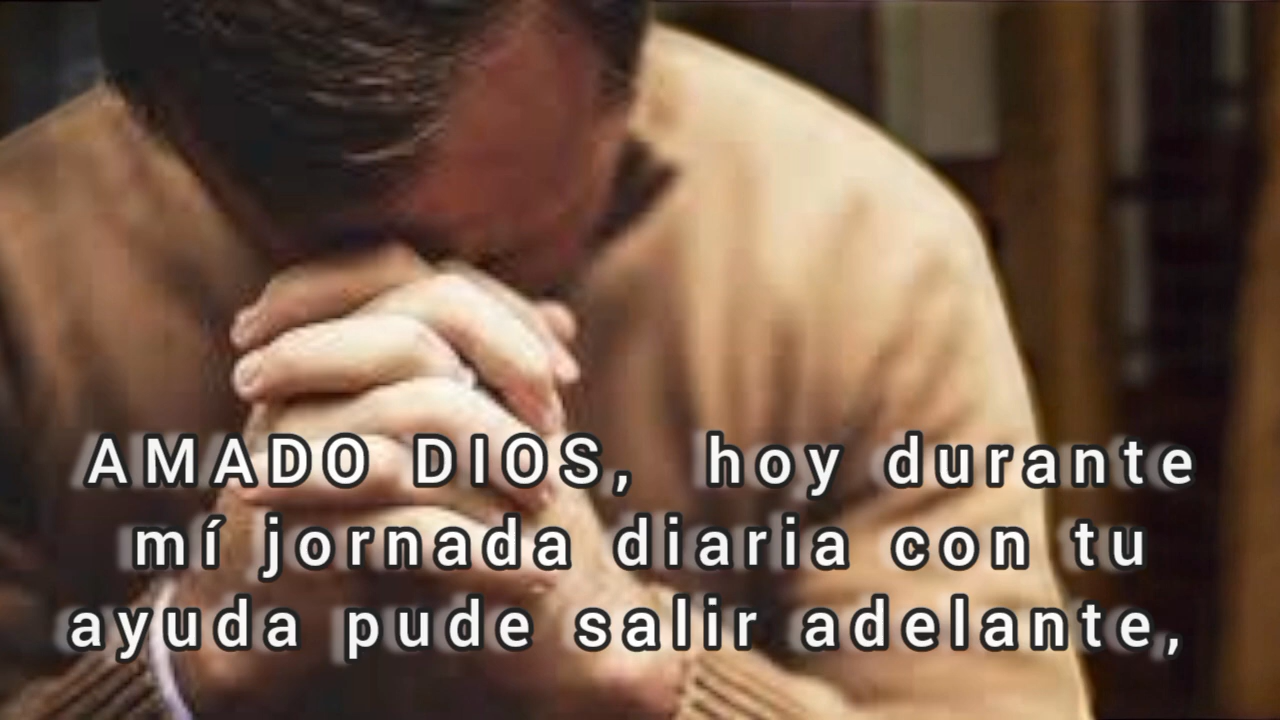 AMADO DIOS, hoy durante
mí jornada diaria con tu
ayuda pude salir adelante,